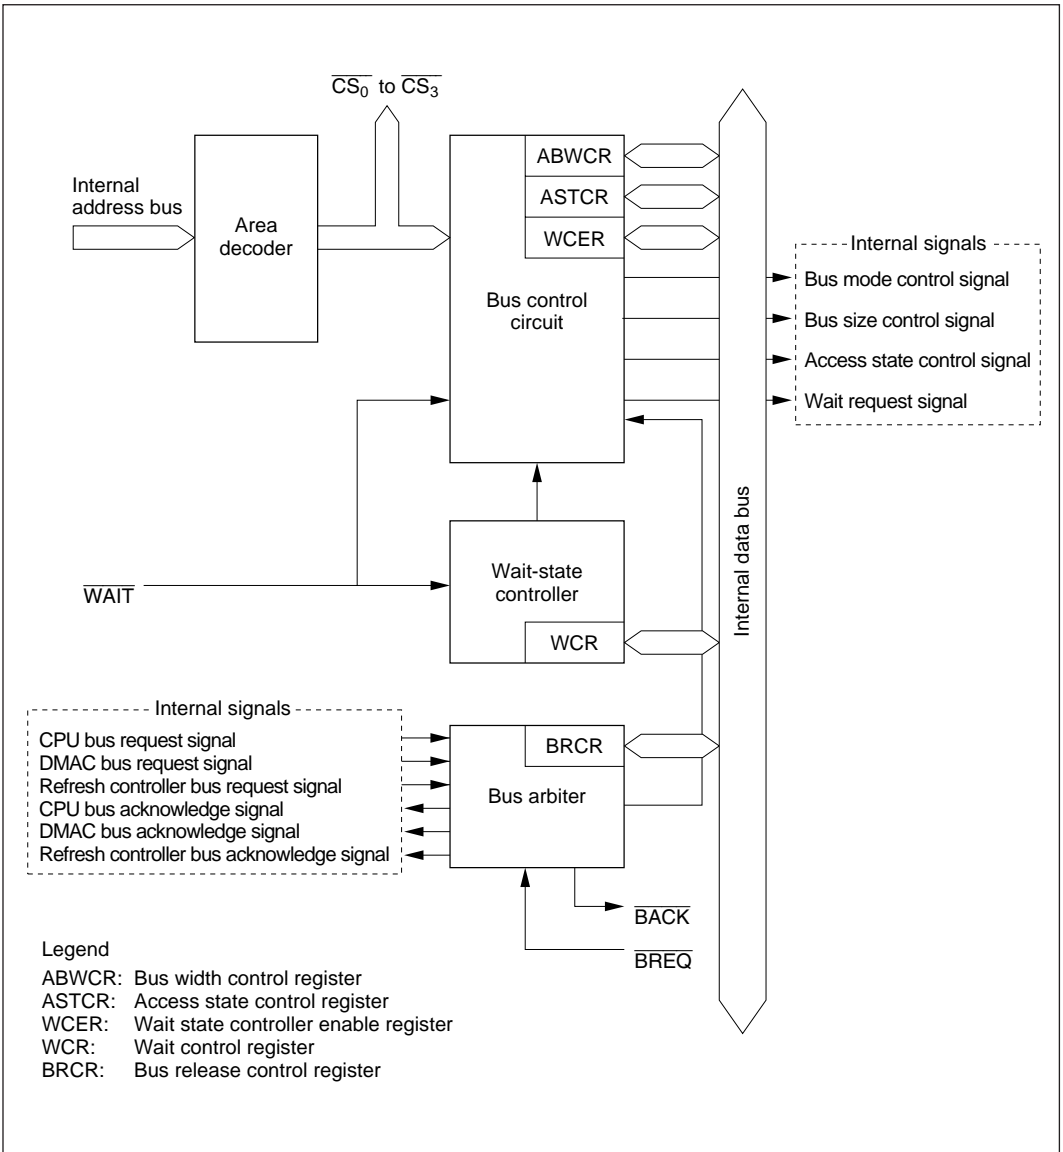 CS0 to CS3
Internal
address bus
Area
decoder
ABWCR
ASTCR
WCER
Bus control
circuit
Internal signals
Bus mode control signal
Bus size control signal
Access state control signal
Wait request signal
Internal data bus
WAIT
Wait-state
controller
WCR
Internal signals
CPU bus request signal
DMAC bus request signal
Refresh controller bus request signal
CPU bus acknowledge signal
DMAC bus acknowledge signal
Refresh controller bus acknowledge signal
BRCR
Bus arbiter
BACK
BREQ
Legend
ABWCR: Bus width control register
ASTCR: Access state control register
WCER: Wait state controller enable register
WCR: Wait control register
BRCR: Bus release control register